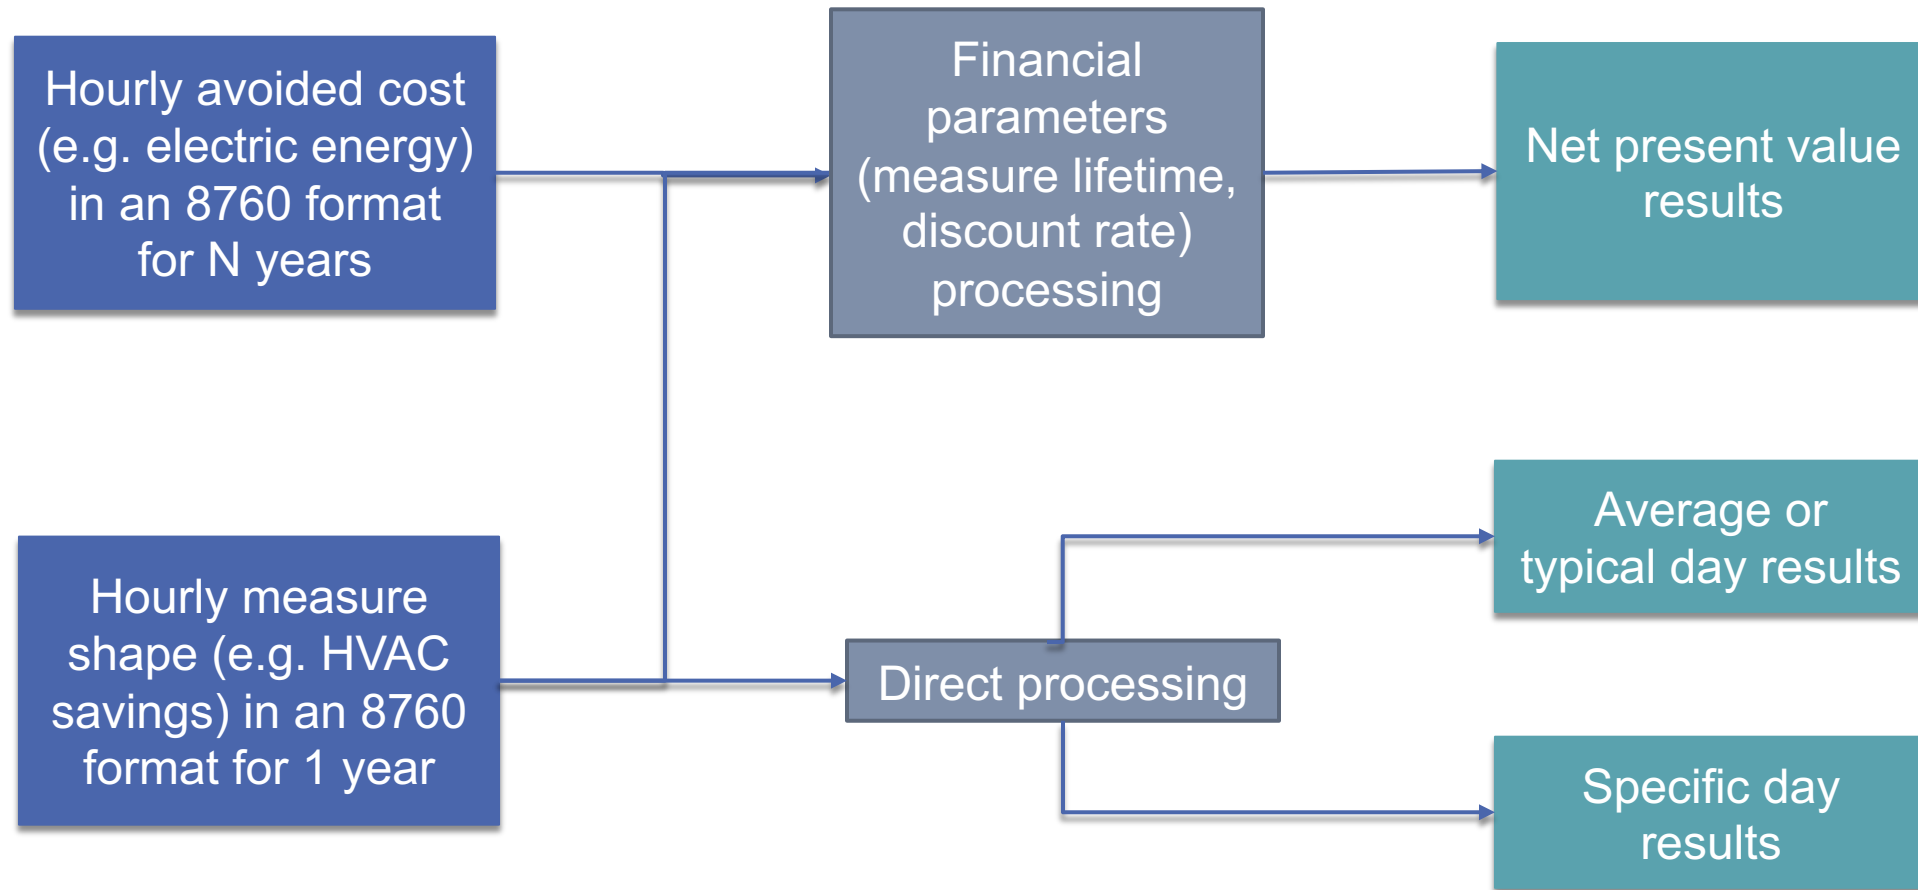 Hourly avoided cost
(e.g. electric energy)
in an 8760 format
for N years
Financial
parameters
(measure lifetime,
discount rate)
processing
Net present value
results
Hourly measure
shape (e.g. HVAC
savings) in an 8760
format for 1 year
Direct processing
Average or
typical day results
Specific day
results